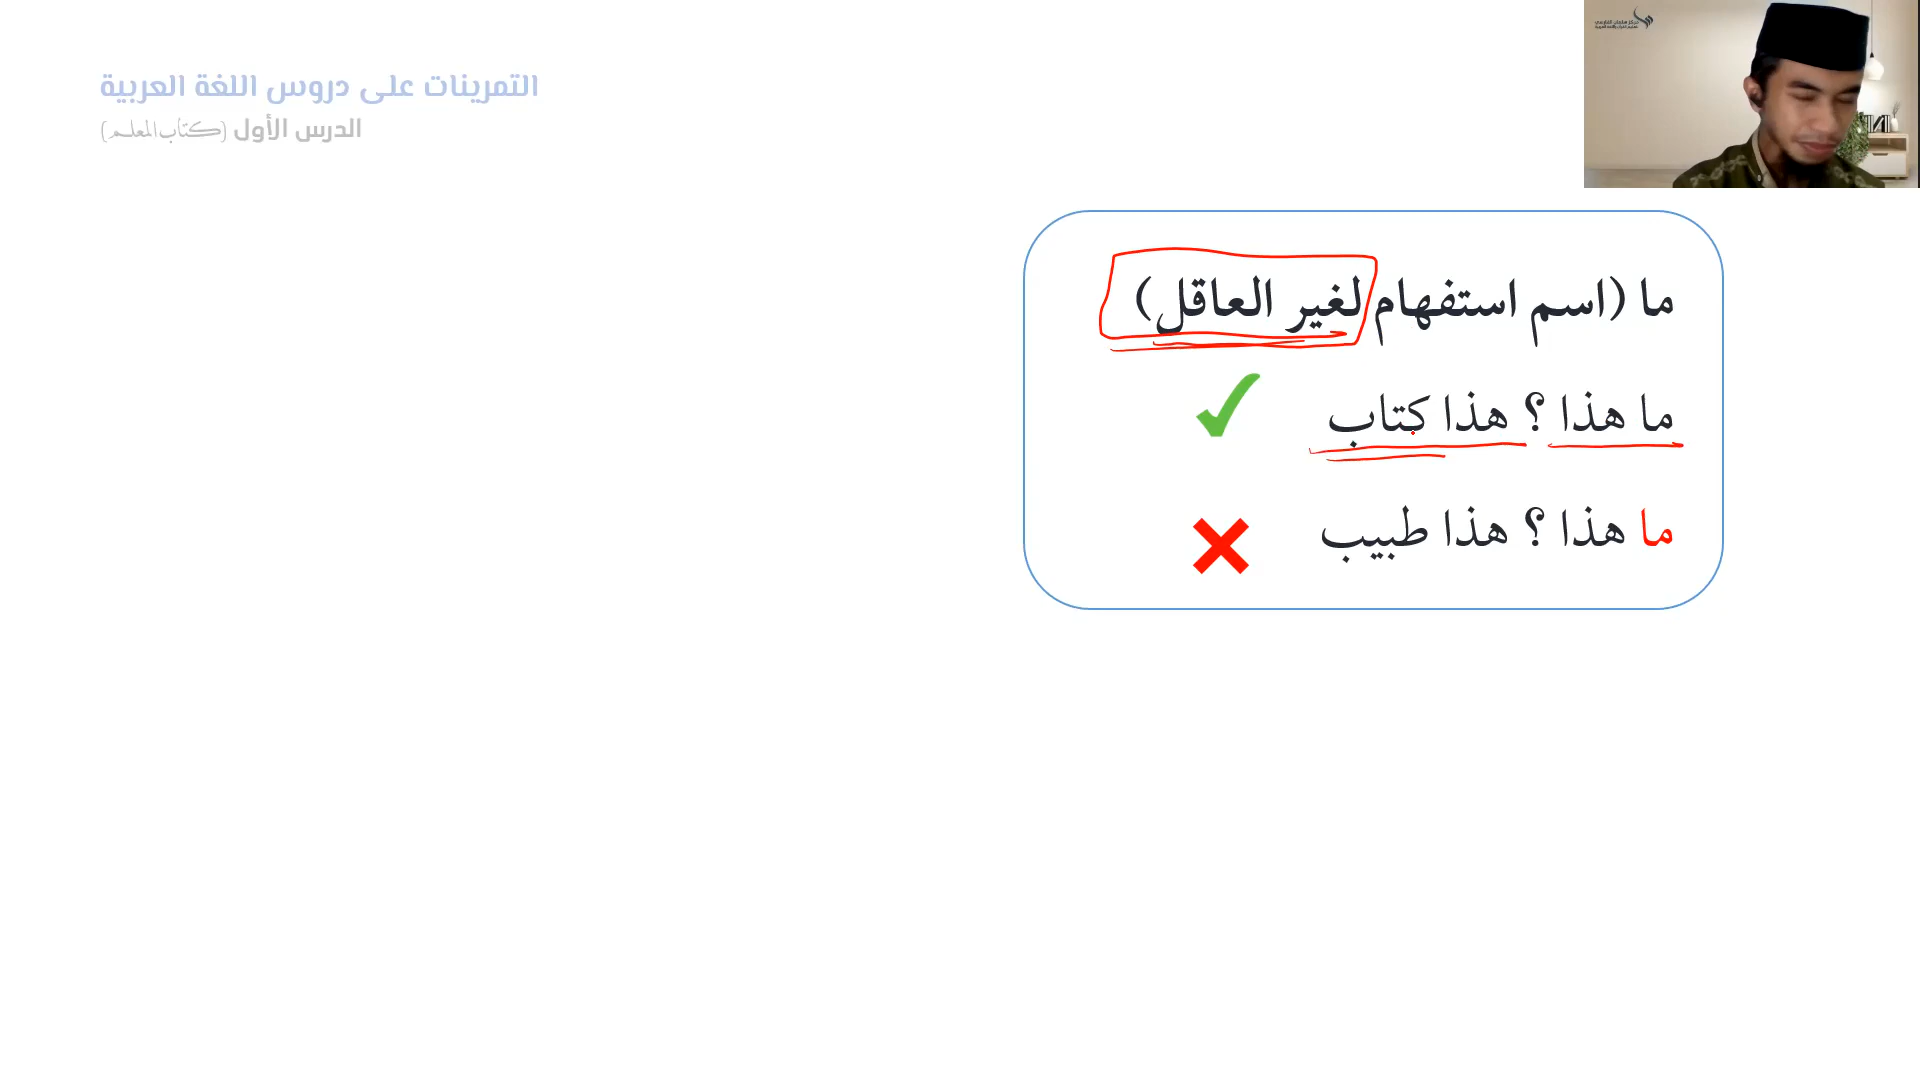 التمرينات على دروس اللغة العربية
الدرس الأول (كتاب المعلم)
ما (اسم استفهام لغير العاقل)
ما هذا ؟ هذا كتاب
ما هذا ؟ هذا طبيب